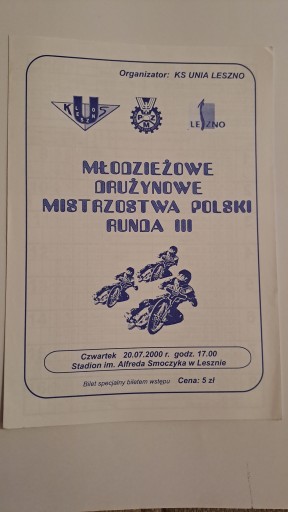 Organizator: KS UNIA LESZNO
LESZNO
MŁODZIEŻOWE
DRUŻYNOWE
MISTRZOSTWA POLSKI
RUNDA III
Czwartek 20.07.2000 r. godz. 17.00
Stadion im. Alfreda Smoczyka w Lesznie
Bilet specjalny biletem wstępu Cena: 5 zł